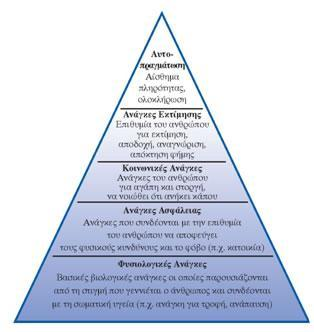 Αυτο-
πραγμάτωση
Αίσθημα
πληρότητας,
ολοκλήρωση
Ανάγκες Εκτίμησης
Επιθυμία του ανθρώπου
για εκτίμηση,
αποδοχή, αναγνώριση,
απόκτηση φήμης
Κοινωνικές Ανάγκες
Ανάγκες του ανθρώπου
για αγάπη και στοργή,
να νοιώθει ότι ανήκει κάπου
Ανάγκες Ασφάλειας
Ανάγκες που συνδέονται με την επιθυμία
του ανθρώπου να αποφεύγει
τους φυσικούς κινδύνους και το φόβο (π.χ. κατοικία)
Φυσιολογικές Ανάγκες
Βασικές βιολογικές ανάγκες οι οποίες παρουσιάζονται
από τη στιγμή που γεννιέται ο άνθρωπος και συνδέονται
με τη σωματική υγεία (π.χ. ανάγκη για τροφή, ανάπαυση)